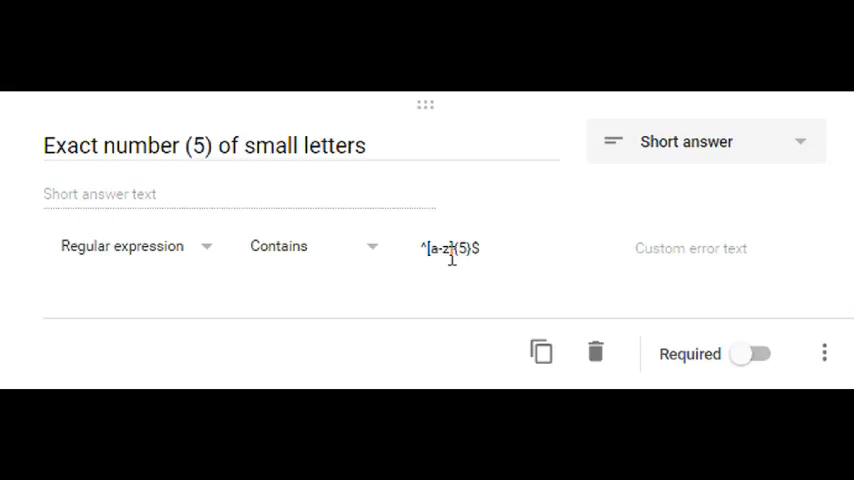 Exact number (5) of small letters
Short answer
Short answer text
Regular expression
Contains
^[a-z]{5}$
Custom error text
Required